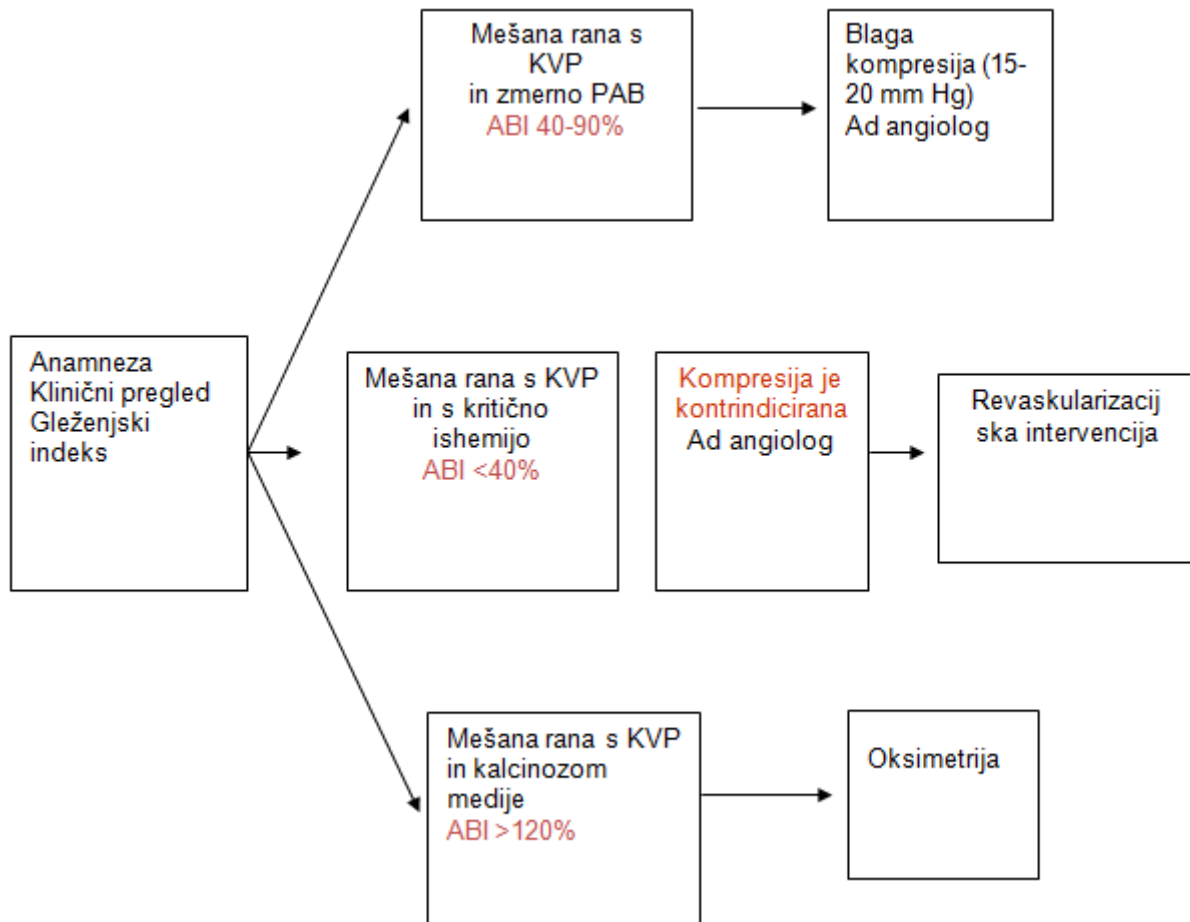 Mešana rana s
KVP
in zmerno PAB
ABI 40-90%
Blaga
kompresija (15-
20 mm Hg)
Ad angiolog
Anamneza
Klinični pregled
Gleženjski
indeks
Mešana rana s KVP
in s kritično
ishemijo
ABI <40%
Kompresija je
kontrindicirana
Ad angiolog
Revaskularizacij
ska intervencija
Mešana rana s KVP
in kalcinozom
medije
ABI >120%
Oksimetrija